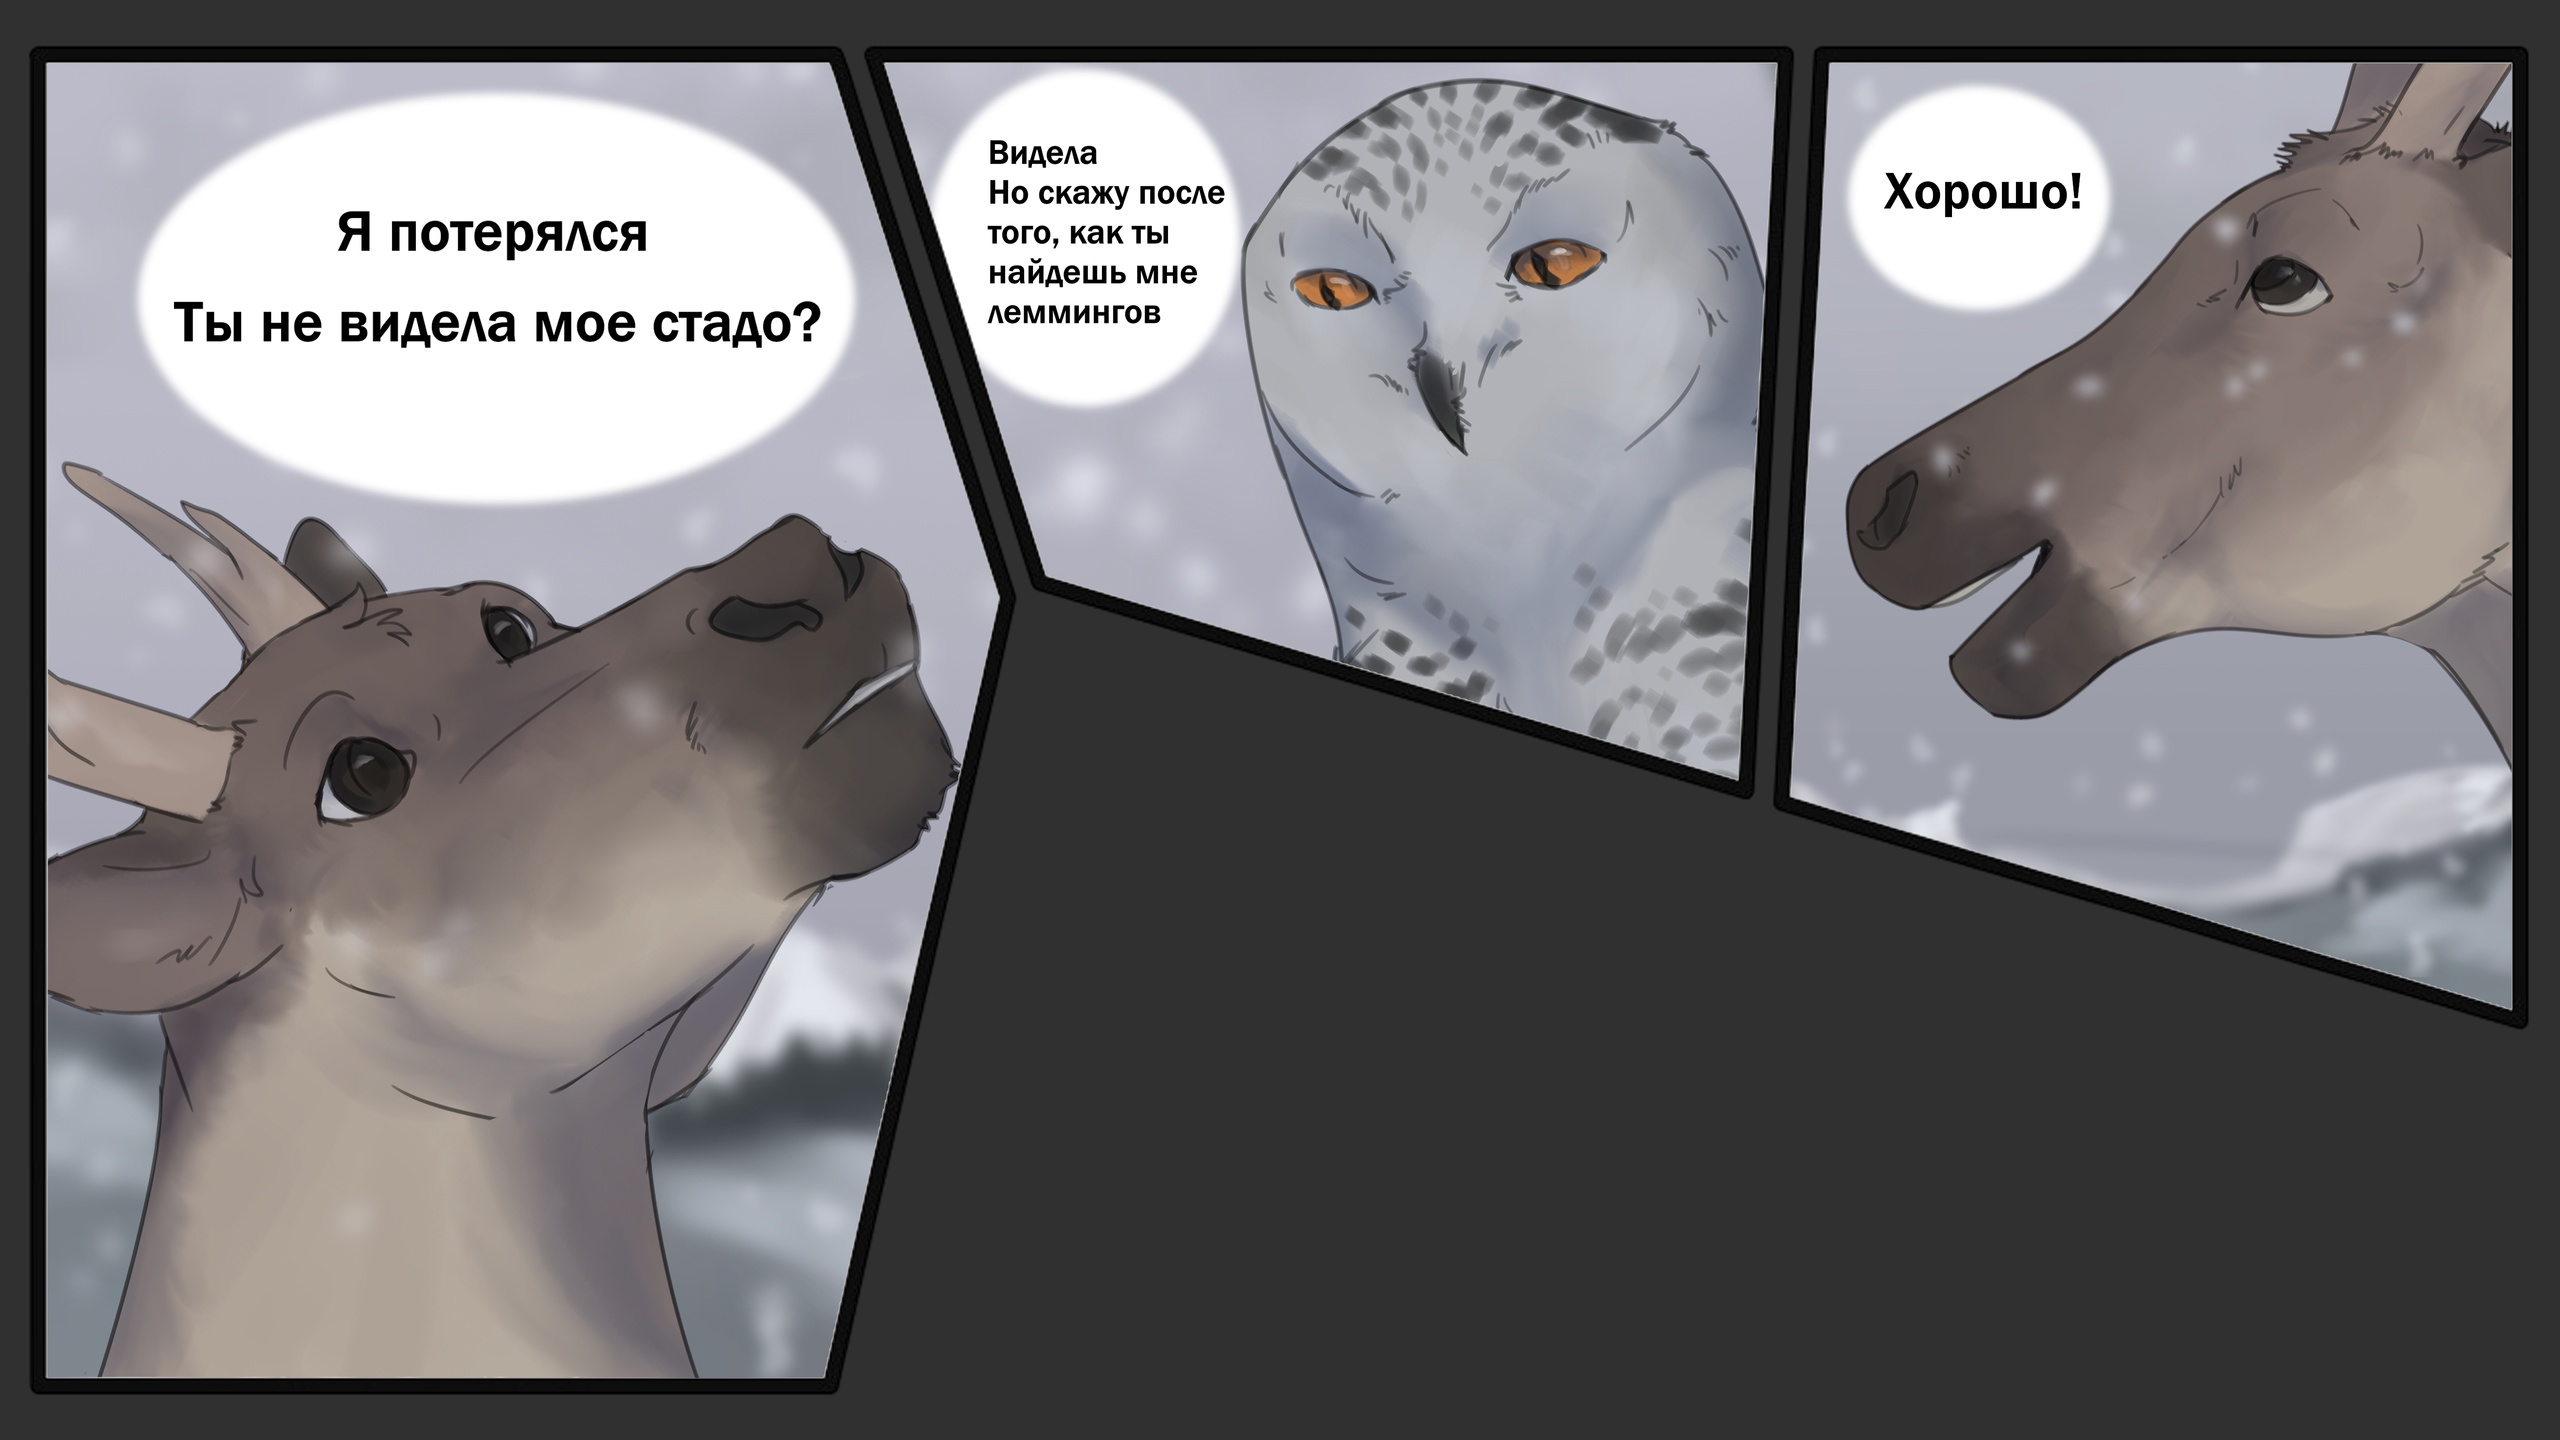 Я потерялся
Ты не видела мое стадо?
Видела
Но скажу после
того, как ты
найдешь мне
леммингов
Хорошо!